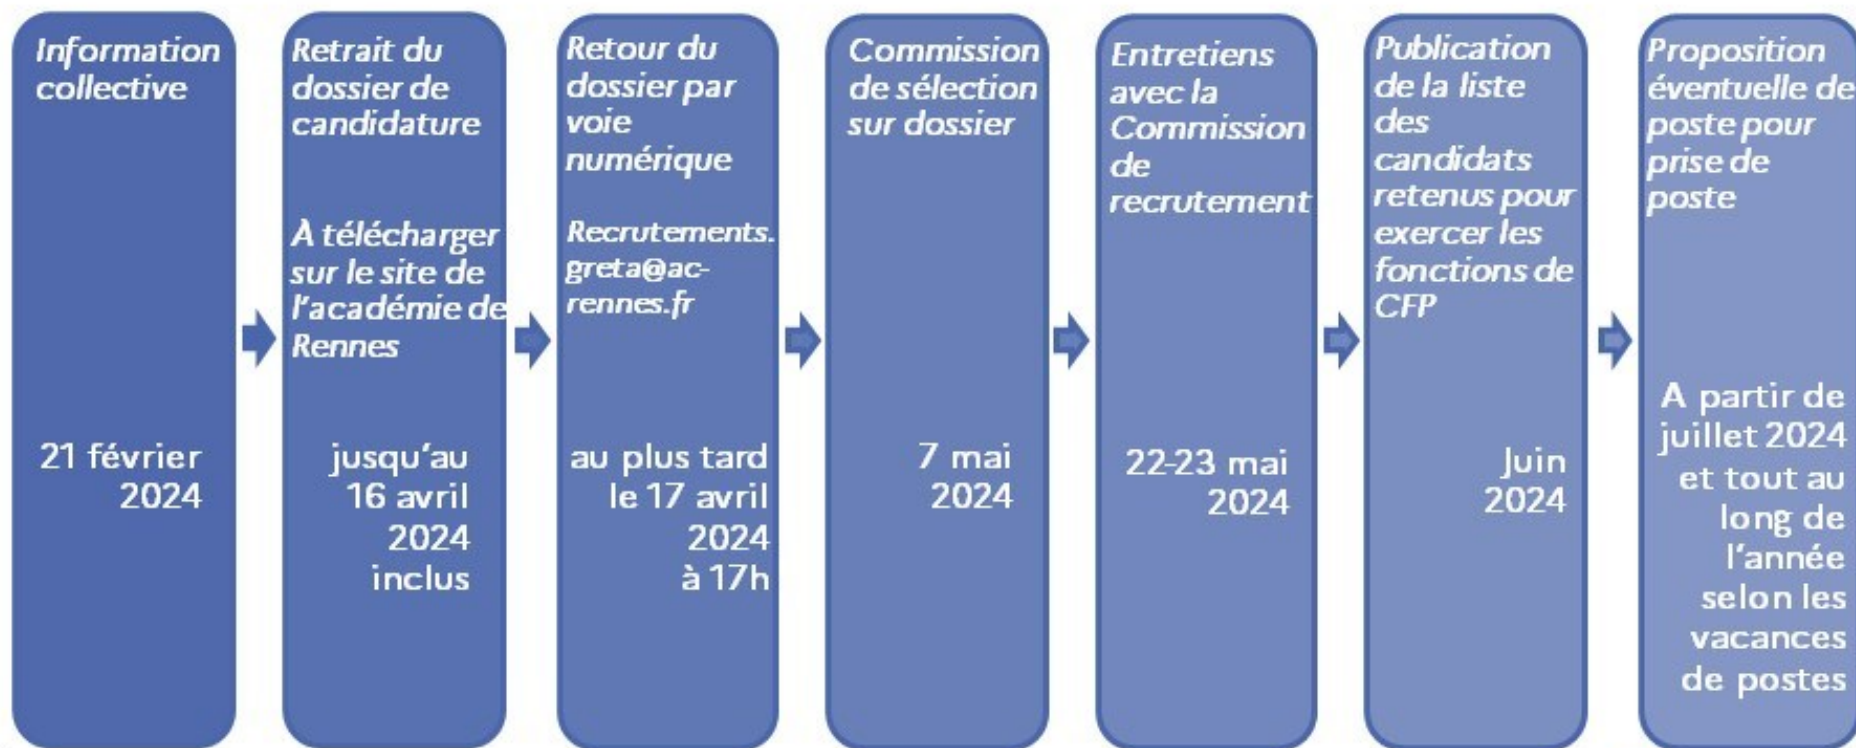 Information
collective
21 février
2024
Retrait du
dossier de
candidature
À télécharger
sur le site de
l'académie de
Rennes
jusqu'au
16 avril
2024
inclus
Retour du
dossier par
voie
numérique
Recrutements.
greta@ac-
rennes.fr
au plus tard
le 17 avril
2024
à 17h
Commission
de sélection
sur dossier
7 mai
2024
Entretiens
avec la
Commission
de
recrutement
22-23 mai
2024
Publication
de la liste
des
candidats
retenus pour
exercer les
fonctions de
CFP
Juin
2024
Proposition
éventuelle de
poste pour
prise de
poste
A partir de
juillet 2024
et tout au
long de
l'année
selon les
vacances
de postes